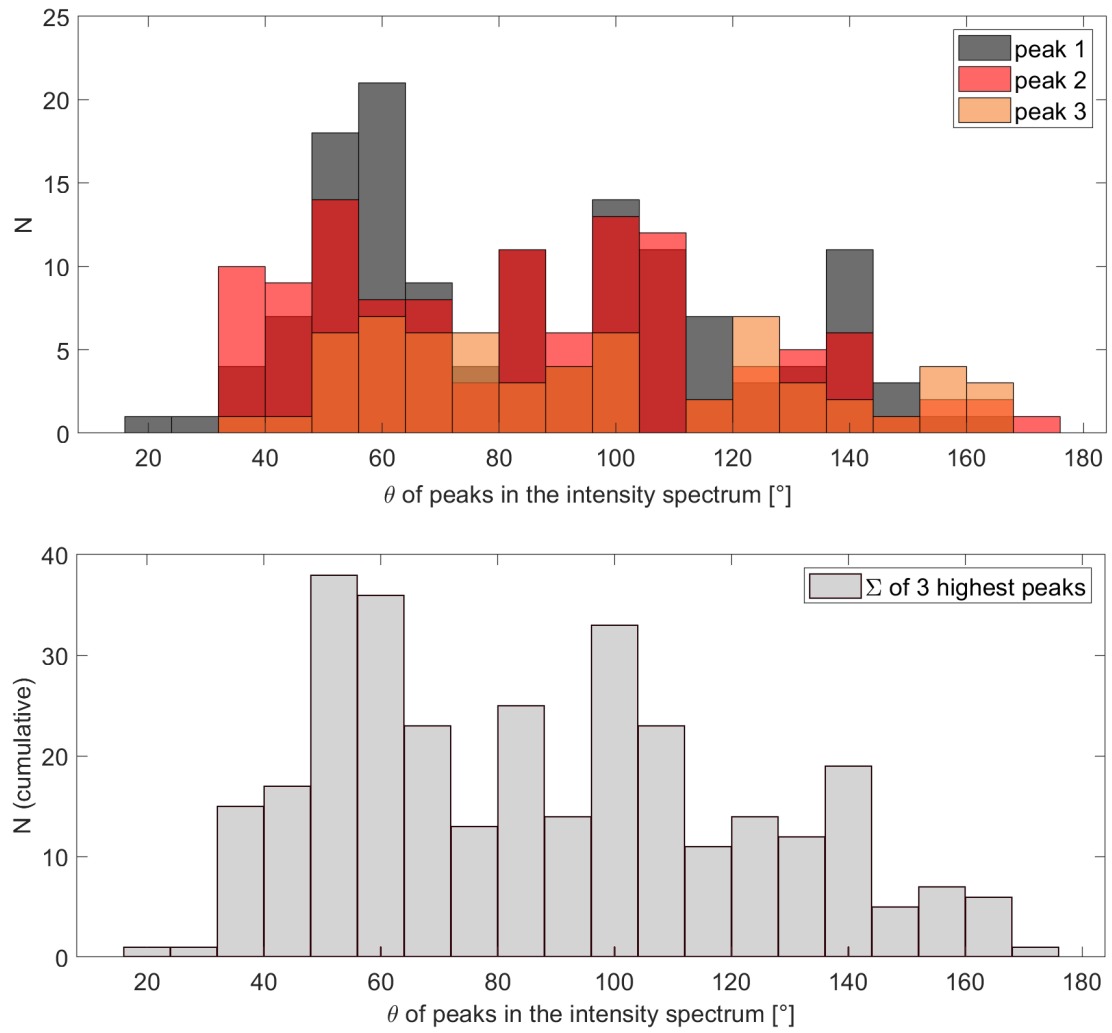 25
20
15
10
5
0
N
peak 1
peak 2
peak 3
20 40 60 80 100 120 140 160 180
θ of peaks in the intensity spectrum [°]
40
30
20
10
0
N (cumulative)
Σ of 3 highest peaks
20 40 60 80 100 120 140 160 180
θ of peaks in the intensity spectrum [°]